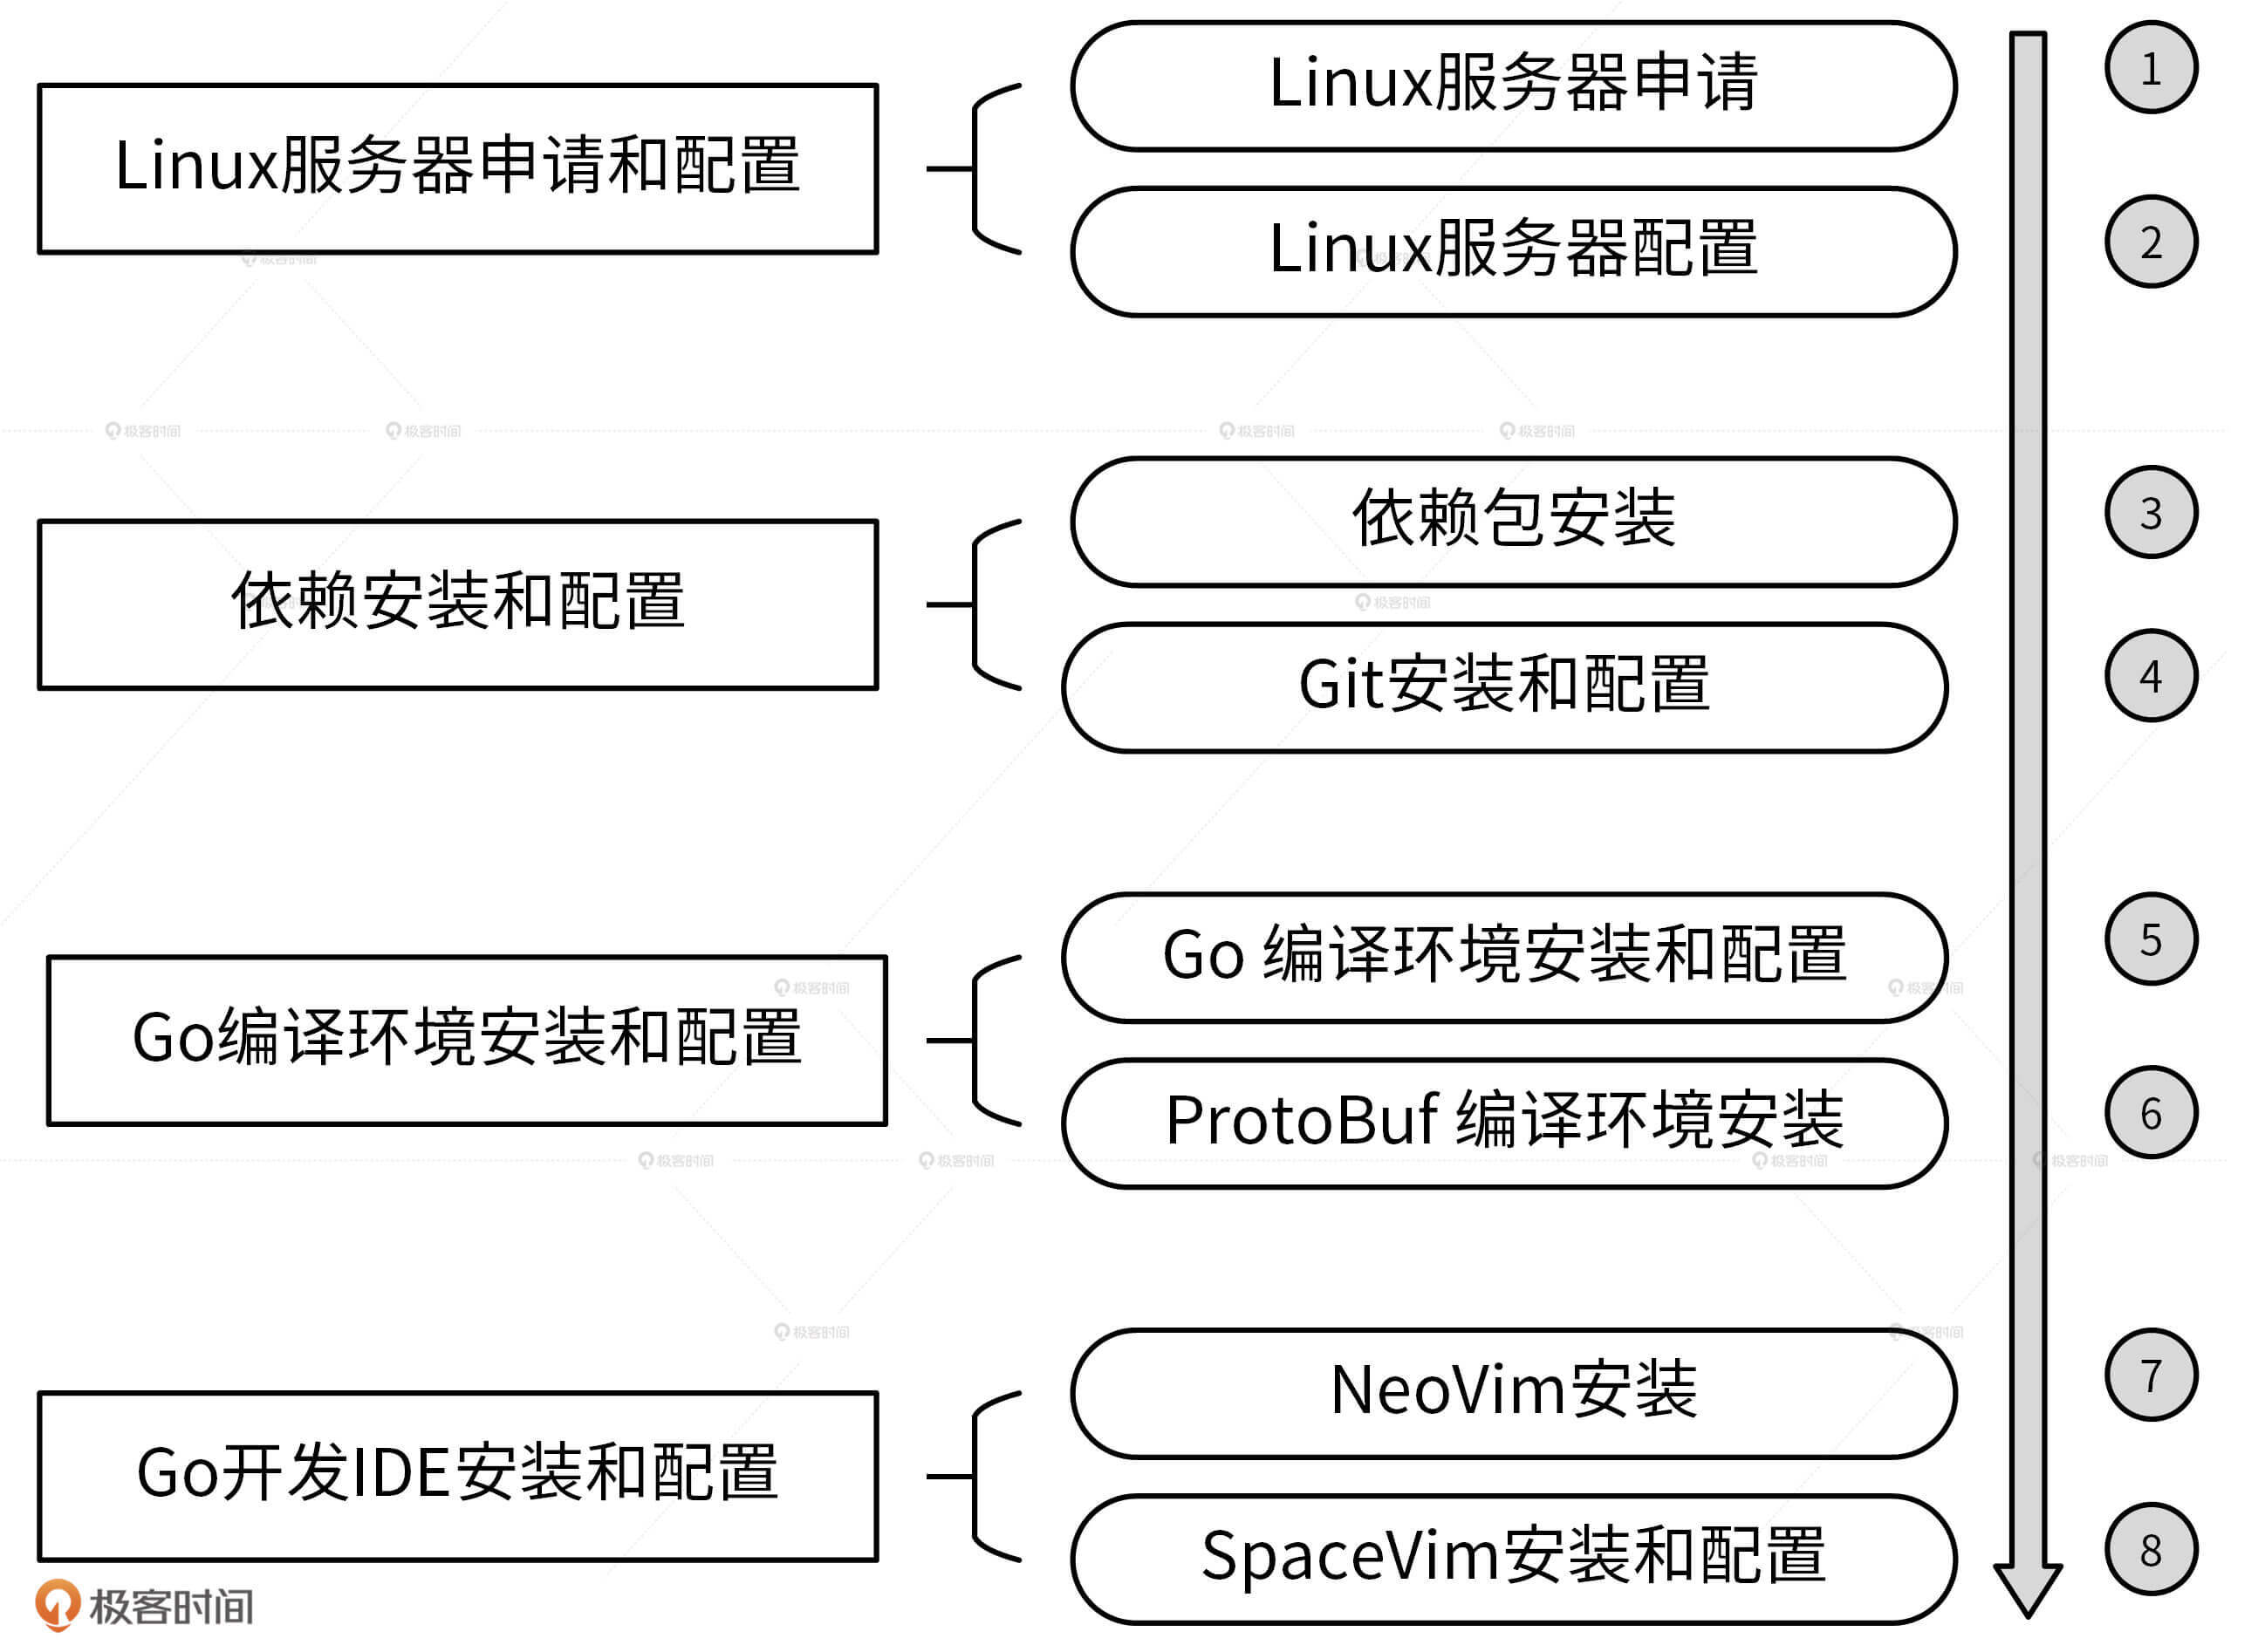 Linux服务器申请和配置
Linux服务器申请
1
Linux服务器配置
2
依赖安装和配置
依赖包安装
3
Git安装和配置
4
Go编译环境安装和配置
Go 编译环境安装和配置
5
ProtoBuf 编译环境安装
6
Go开发IDE安装和配置
NeoVim安装
7
SpaceVim安装和配置
8
极客时间